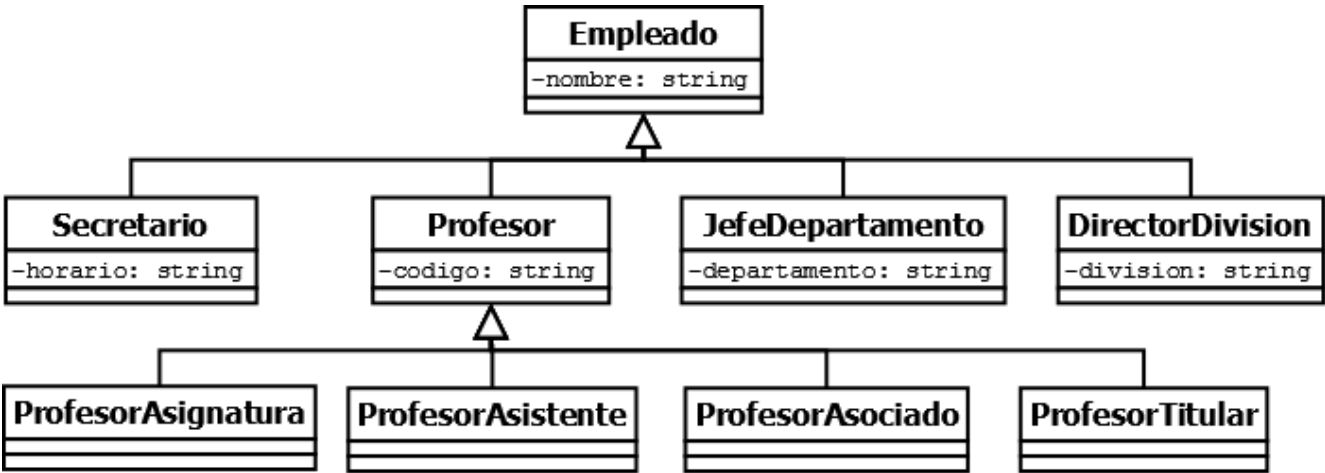 Empleado
-nombre: string
Secretario
-horario: string
Profesor
-codigo: string
JefeDepartamento
-departamento: string
DirectorDivision
-division: string
ProfesorAsignatura
ProfesorAsistente
ProfesorAsociado
ProfesorTitular